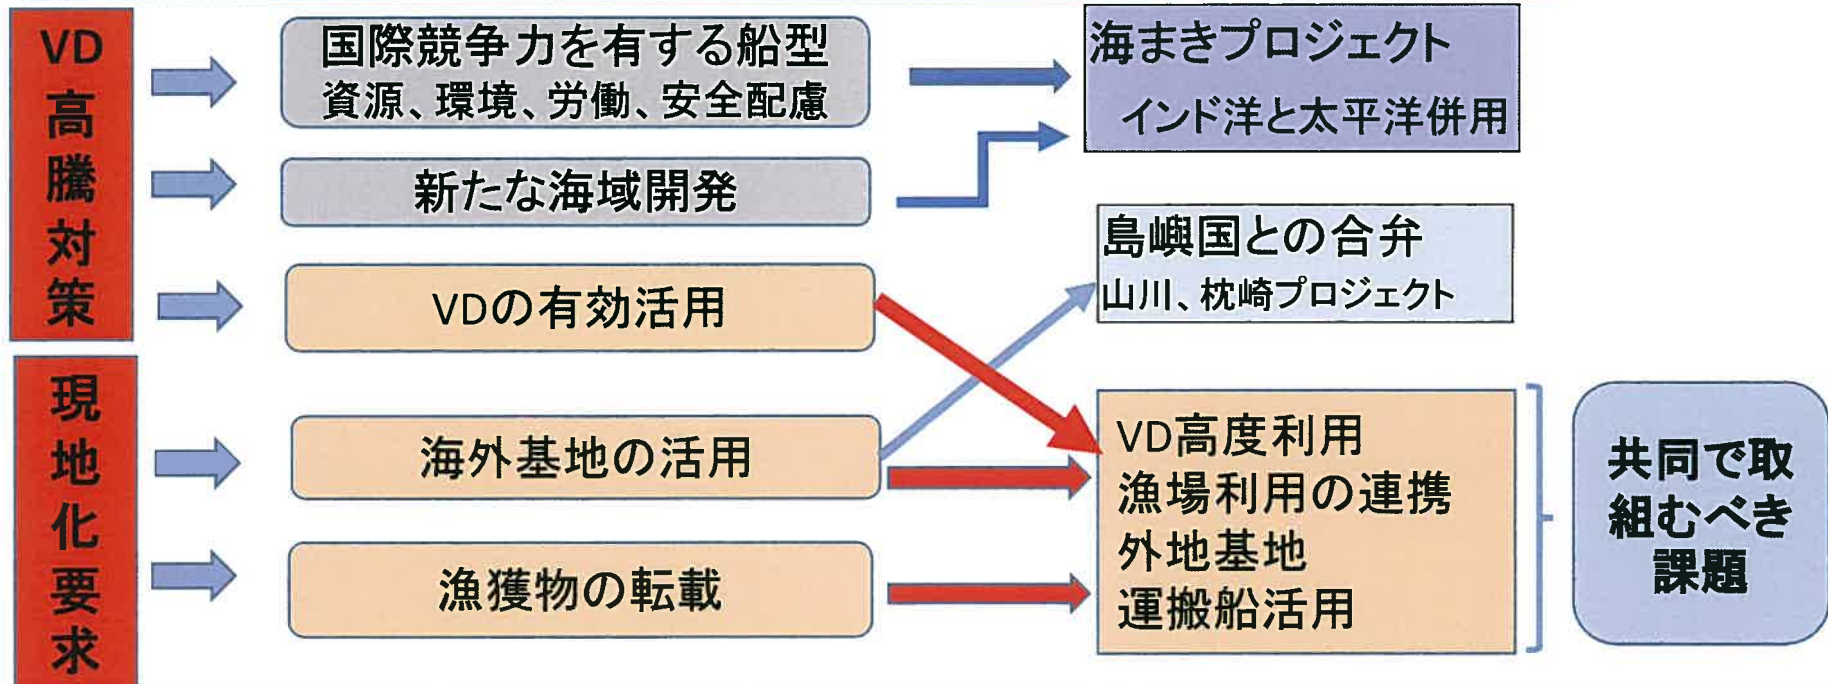 VD高騰対策
国際競争力を有する船型
資源、環境、労働、安全配慮
新たな海域開発
VDの有効活用
海まきプロジェクト
インド洋と太平洋併用
島嶼国との合弁
山川、枕崎プロジェクト
現地化要求
海外基地の活用
漁獲物の転載
VD高度利用
漁場利用の連携
外地基地
運搬船活用
共同で取
組むべき
課題